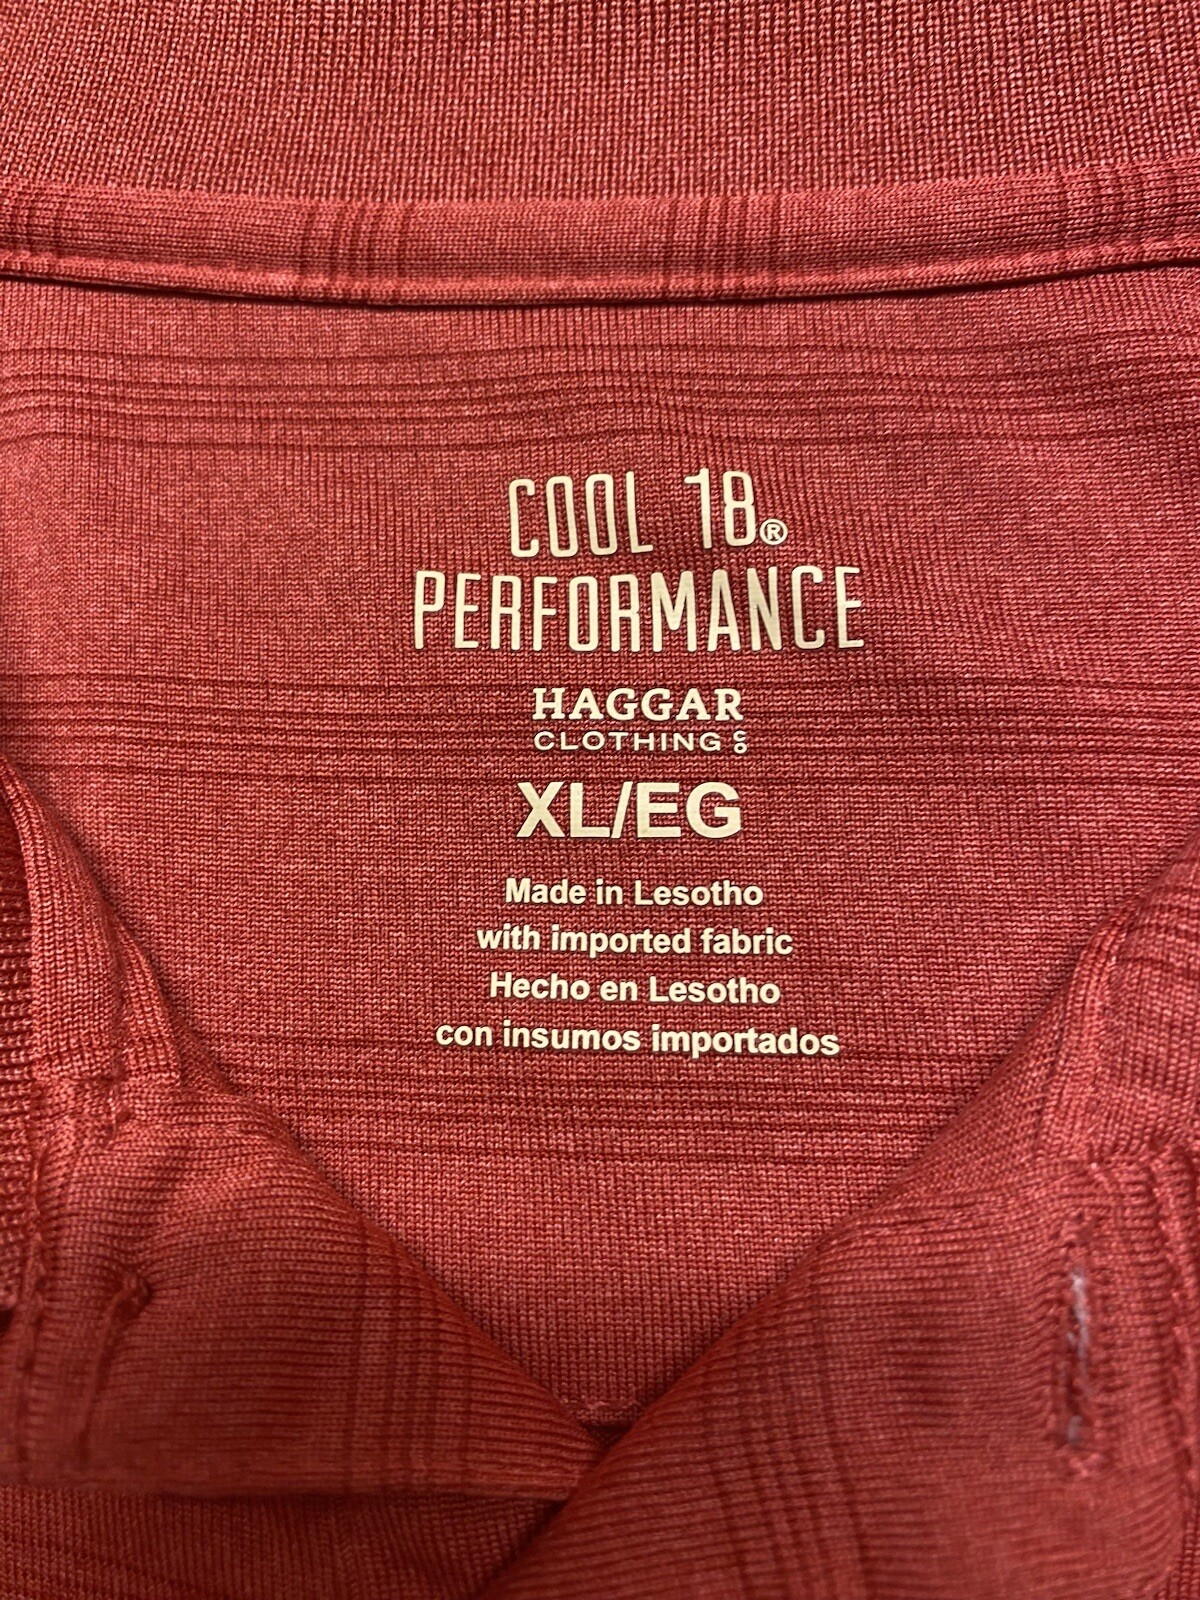 COOL 18®
PERFORMANCE
HAGGAR
CLOTHING CO
XL/EG
Made in Lesotho
with imported fabric
Hecho en Lesotho
con insumos importados